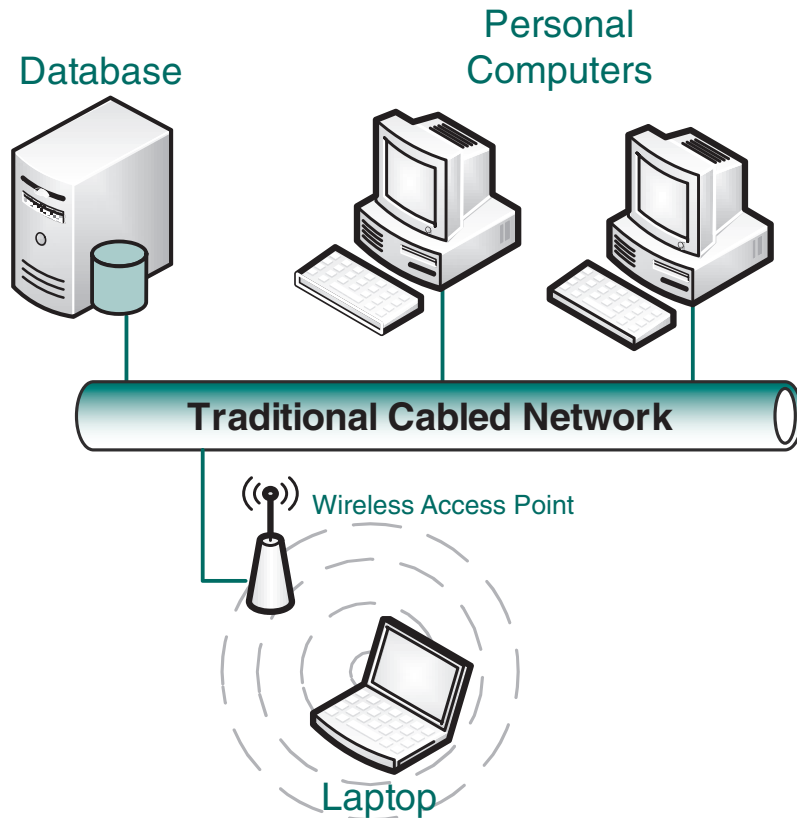 Personal
Computers
Database
Traditional Cabled Network
Wireless Access Point
Laptop